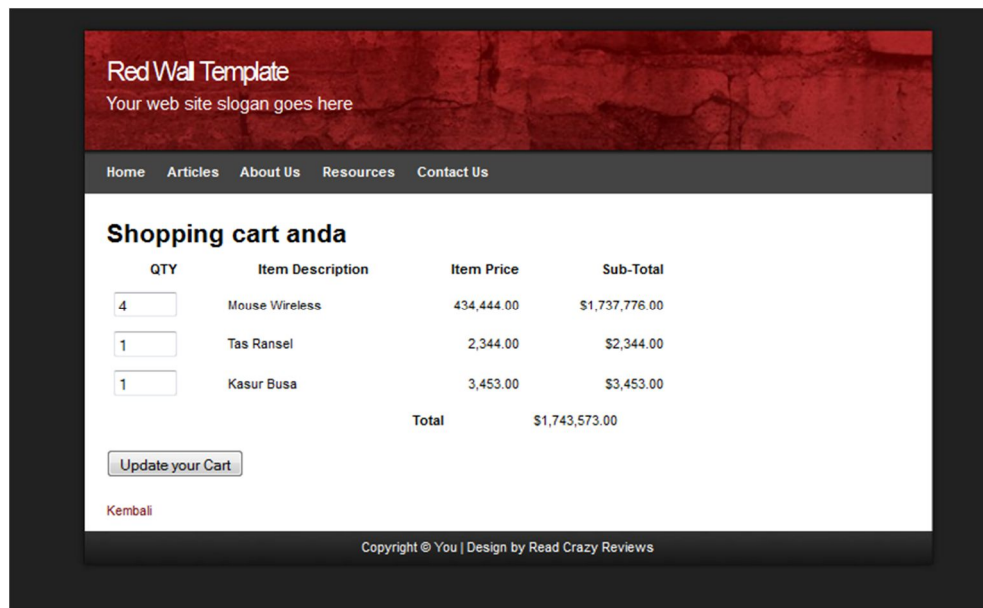 Red Wall Template
Your web site slogan goes here
Home Articles About Us Resources Contact Us
Shopping cart anda
QTY Item Description Item Price Sub-Total
4 Mouse Wireless 434,444.00 $1,737,776.00
1 Tas Ransel 2,344.00 $2,344.00
1 Kasur Busa 3,453.00 $3,453.00
Total $1,743,573.00
Update your Cart
Kembali
Copyright © You | Design by Read Crazy Reviews